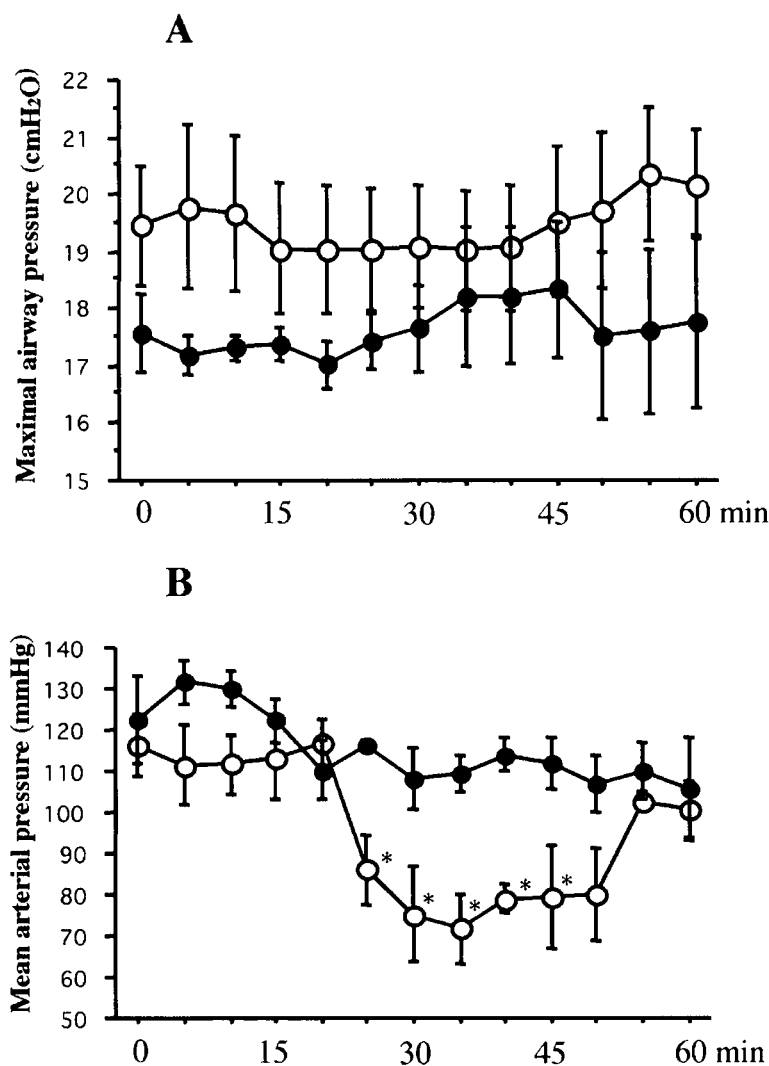 A
Maximal airway pressure (cmH₂O)
22
21
20
19
18
17
16
15
0 15 30 45 60 min
B
Mean arterial pressure (mmHg)
140
130
120
110
100
90
80
70
60
50
* * * * *
0 15 30 45 60 min